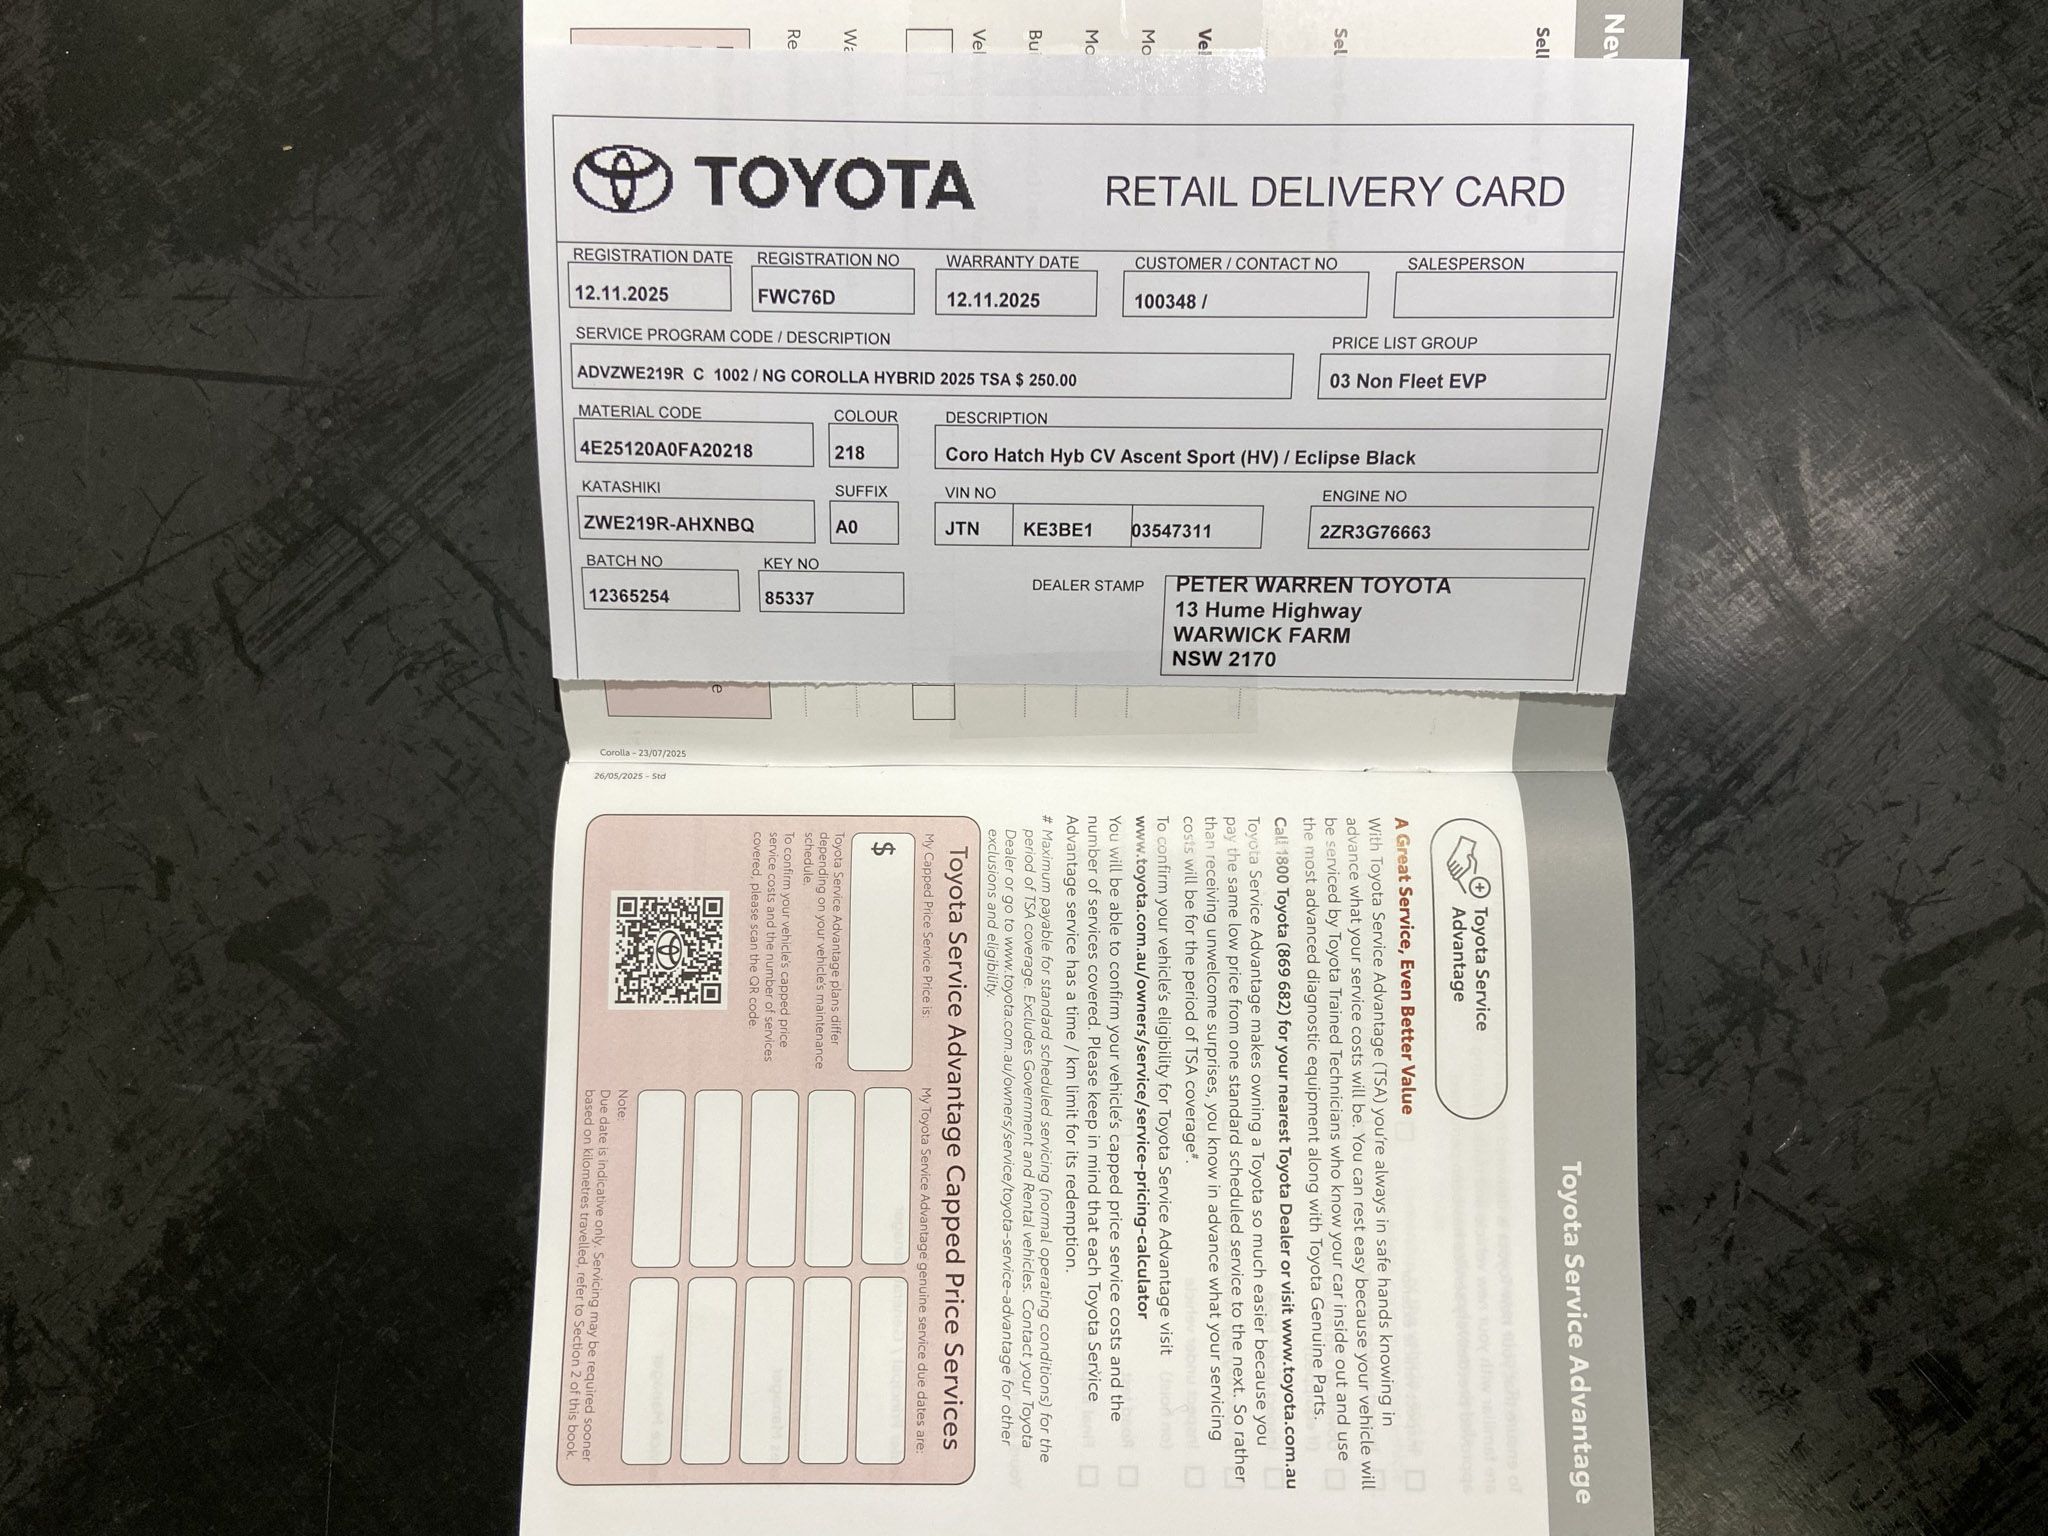 Sell
Sel
Ve
Mo
Mo
Bu
Vel
Wa
Re
TOYOTA
RETAIL DELIVERY CARD
REGISTRATION DATE REGISTRATION NO WARRANTY DATE CUSTOMER / CONTACT NO SALESPERSON
12.11.2025 FWC76D 12.11.2025 100348 /
SERVICE PROGRAM CODE / DESCRIPTION PRICE LIST GROUP
ADVZWE219R C 1002 / NG COROLLA HYBRID 2025 TSA $ 250.00 03 Non Fleet EVP
MATERIAL CODE COLOUR DESCRIPTION
4E25120A0FA20218 218 Coro Hatch Hyb CV Ascent Sport (HV) / Eclipse Black
KATASHIKI SUFFIX VIN NO ENGINE NO
ZWE219R-AHXNBQ A0 JTN KE3BE1 03547311 2ZR3G76663
BATCH NO KEY NO DEALER STAMP
12365254 85337
PETER WARREN TOYOTA
13 Hume Highway
WARWICK FARM
NSW 2170
Corolla – 23/07/2025
26/05/2025 – Std
Toyota Service Advantage
Toyota Service
Advantage
A Great Service, Even Better Value
With Toyota Service Advantage (TSA) you're always in safe hands knowing in
advance what your service costs will be. You can rest easy because your vehicle will
be serviced by Toyota Trained Technicians who know your car inside out and use
the most advanced diagnostic equipment along with Toyota Genuine Parts.
Call 1800 Toyota (869 682) for your nearest Toyota Dealer or visit www.toyota.com.au
Toyota Service Advantage makes owning a Toyota so much easier because you
pay the same low price from one standard scheduled service to the next. So rather
than receiving unwelcome surprises, you know in advance what your servicing
costs will be for the period of TSA coverage#.
To confirm your vehicle's eligibility for Toyota Service Advantage visit
www.toyota.com.au/owners/service/service-pricing-calculator
You will be able to confirm your vehicle's capped price service costs and the
number of services covered. Please keep in mind that each Toyota Service
Advantage service has a time / km limit for its redemption.
# Maximum payable for standard scheduled servicing (normal operating conditions) for the
period of TSA coverage. Excludes Government and Rental vehicles. Contact your Toyota
Dealer or go to www.toyota.com.au/owners/service/toyota-service-advantage for other
exclusions and eligibility.
Toyota Service Advantage Capped Price Services
My Capped Price Service Price is:
$
Toyota Service Advantage plans differ
depending on your vehicle's maintenance
schedule.
To confirm your vehicle's capped price
service costs and the number of services
covered, please scan the QR code.
My Toyota Service Advantage genuine service due dates are:
Note:
Due date is indicative only. Servicing may be required sooner
based on kilometres travelled, refer to Section 2 of this book.